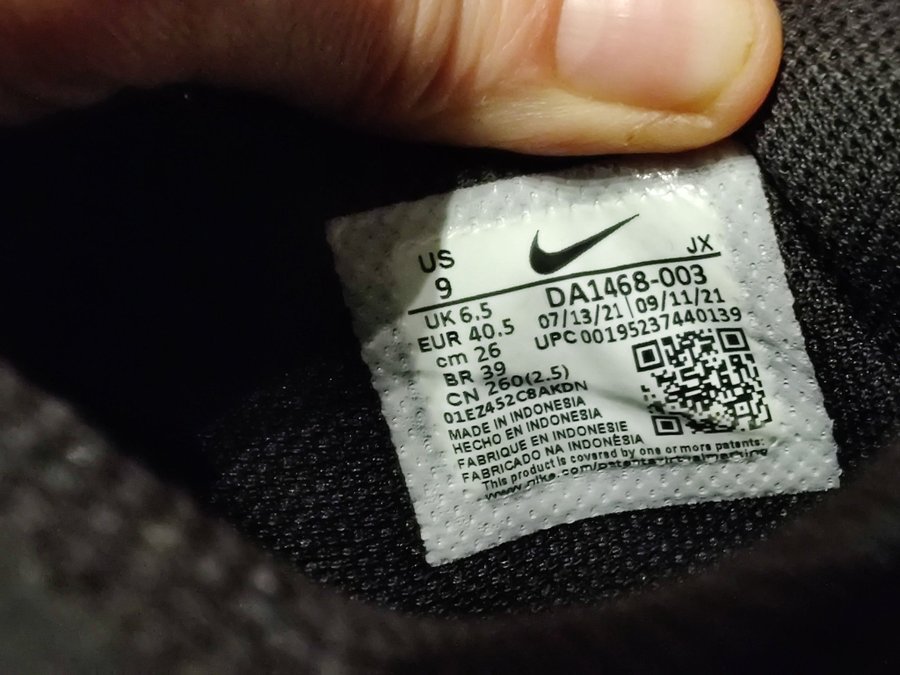 US
9
JX
DA1468-003
07/13/21 | 09/11/21
UPC 00195237440139
UK 6.5
EUR 40.5
cm 26
BR 39
CN 260(2.5)
01EZ452C8AKDN
MADE IN INDONESIA
HECHO EN INDONESIA
FABRIQUE EN INDONESIE
FABRICADO NA INDONÉSIA
This product is covered by one or more patents: